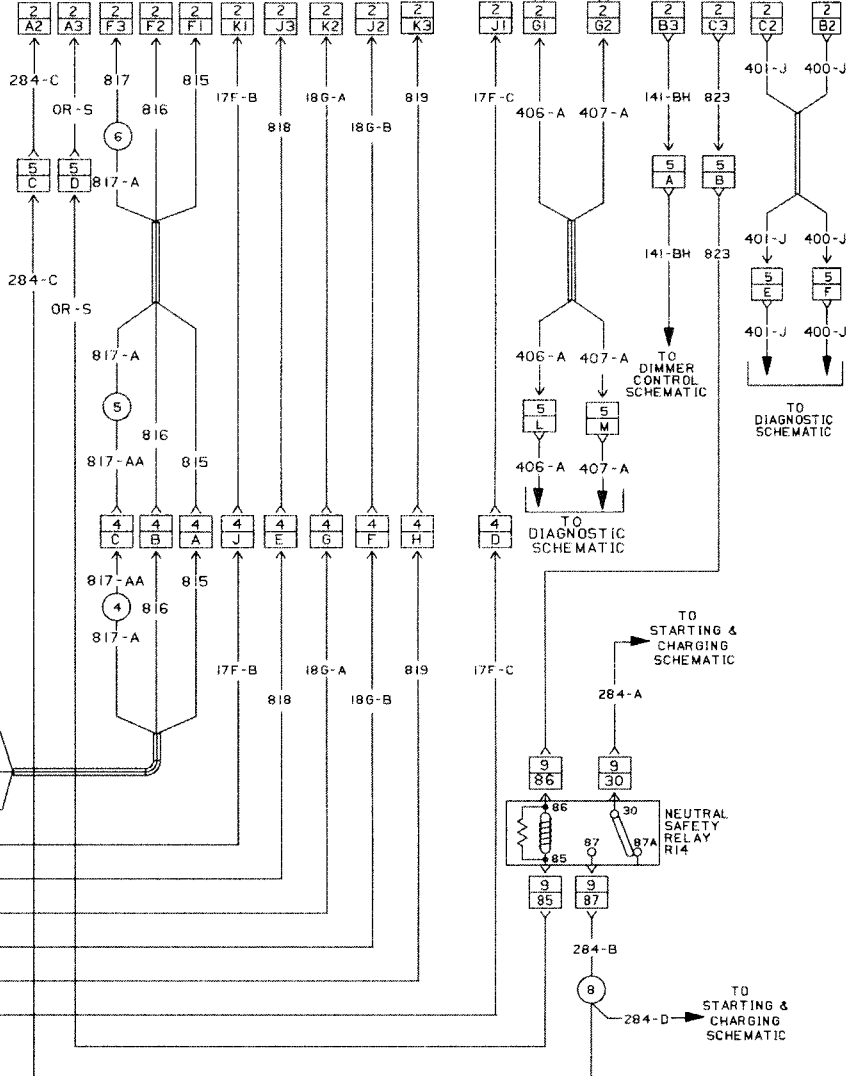 2 2 2 2 2 2 2 2 2 2 2 2 2 2 2 2 2
A2 A3 F3 F2 F1 K1 J3 K2 J2 K3 J1 G1 G2 B3 C3 C2 B2
284-C 817 815 401-J 400-J
OR-S 816 17F-B 18G-A 819 17F-C 141-BH 823
406-A 407-A
818 18G-B
6
5 5 5 5
C D A B
817-A
401-J 400-J
284-C 141-BH 823
5 5
E F
OR-S
401-J 400-J
817-A 406-A 407-A
TO
DIMMER
CONTROL
SCHEMATIC
5
5 5
L M
TO
DIAGNOSTIC
SCHEMATIC
816
817-AA 815 406-A 407-A
4 4 4 4 4 4 4 4 4
C B A J E G F H D
TO
DIAGNOSTIC
SCHEMATIC
817-AA 815
4 816
817-A
TO
STARTING &
CHARGING
SCHEMATIC
17F-B 18G-A 819 17F-C
818 18G-B
284-A
9 9
86 30
86 30
NEUTRAL
SAFETY
RELAY
R14
87 87A
85
9 9
85 87
284-B
8
284-D
TO
STARTING &
CHARGING
SCHEMATIC